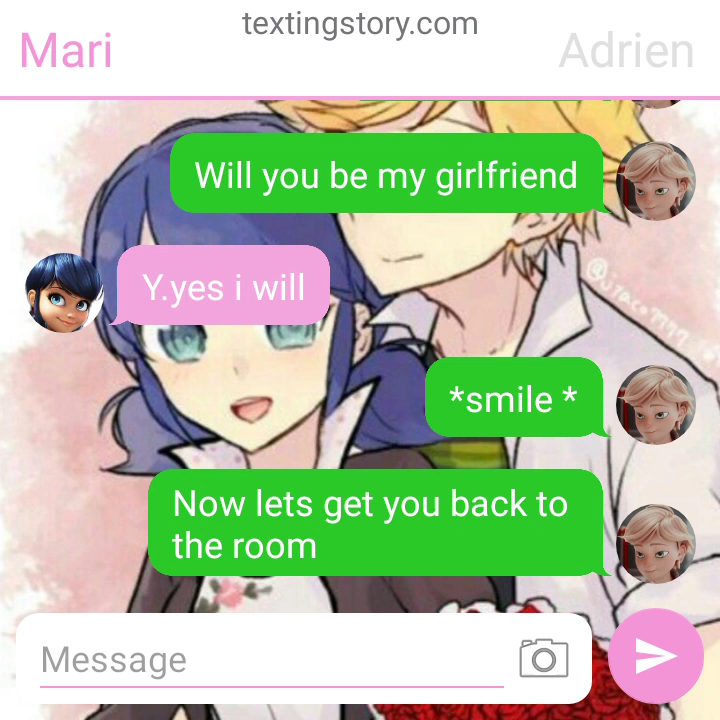 textingstory.com
Mari
Adrien
Will you be my girlfriend
Y.yes i will
*smile *
Now lets get you back to
the room
Message